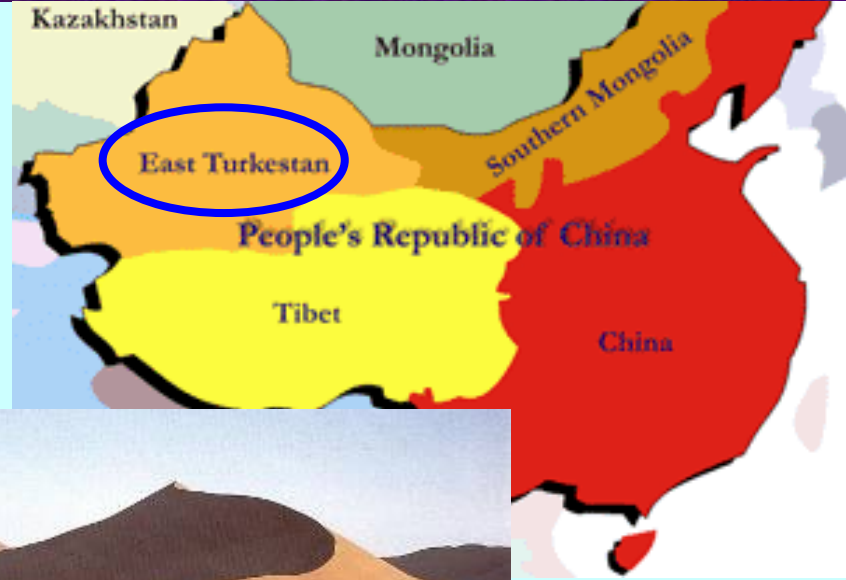 Kazakhstan
Mongolia
Southern Mongolia
East Turkestan
People's Republic of China
Tibet
China